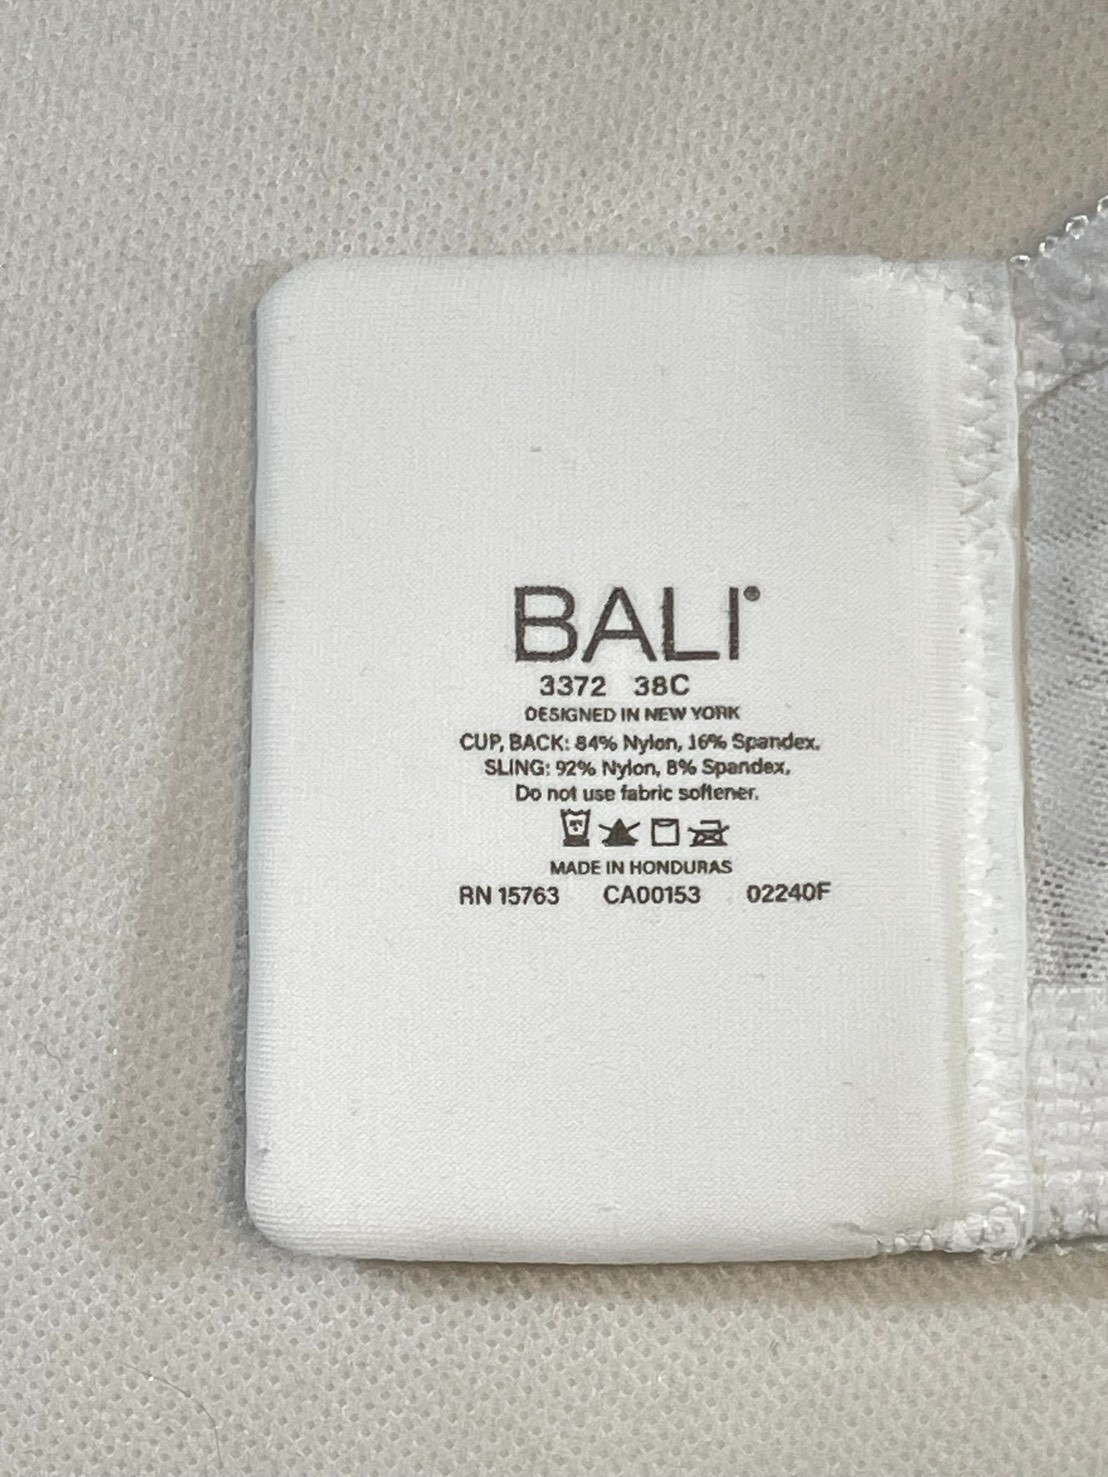 BALI®
3372 38C
DESIGNED IN NEW YORK
CUP, BACK: 84% Nylon, 16% Spandex.
SLING: 92% Nylon, 8% Spandex,
Do not use fabric softener.
MADE IN HONDURAS
RN 15763 CA00153 02240F